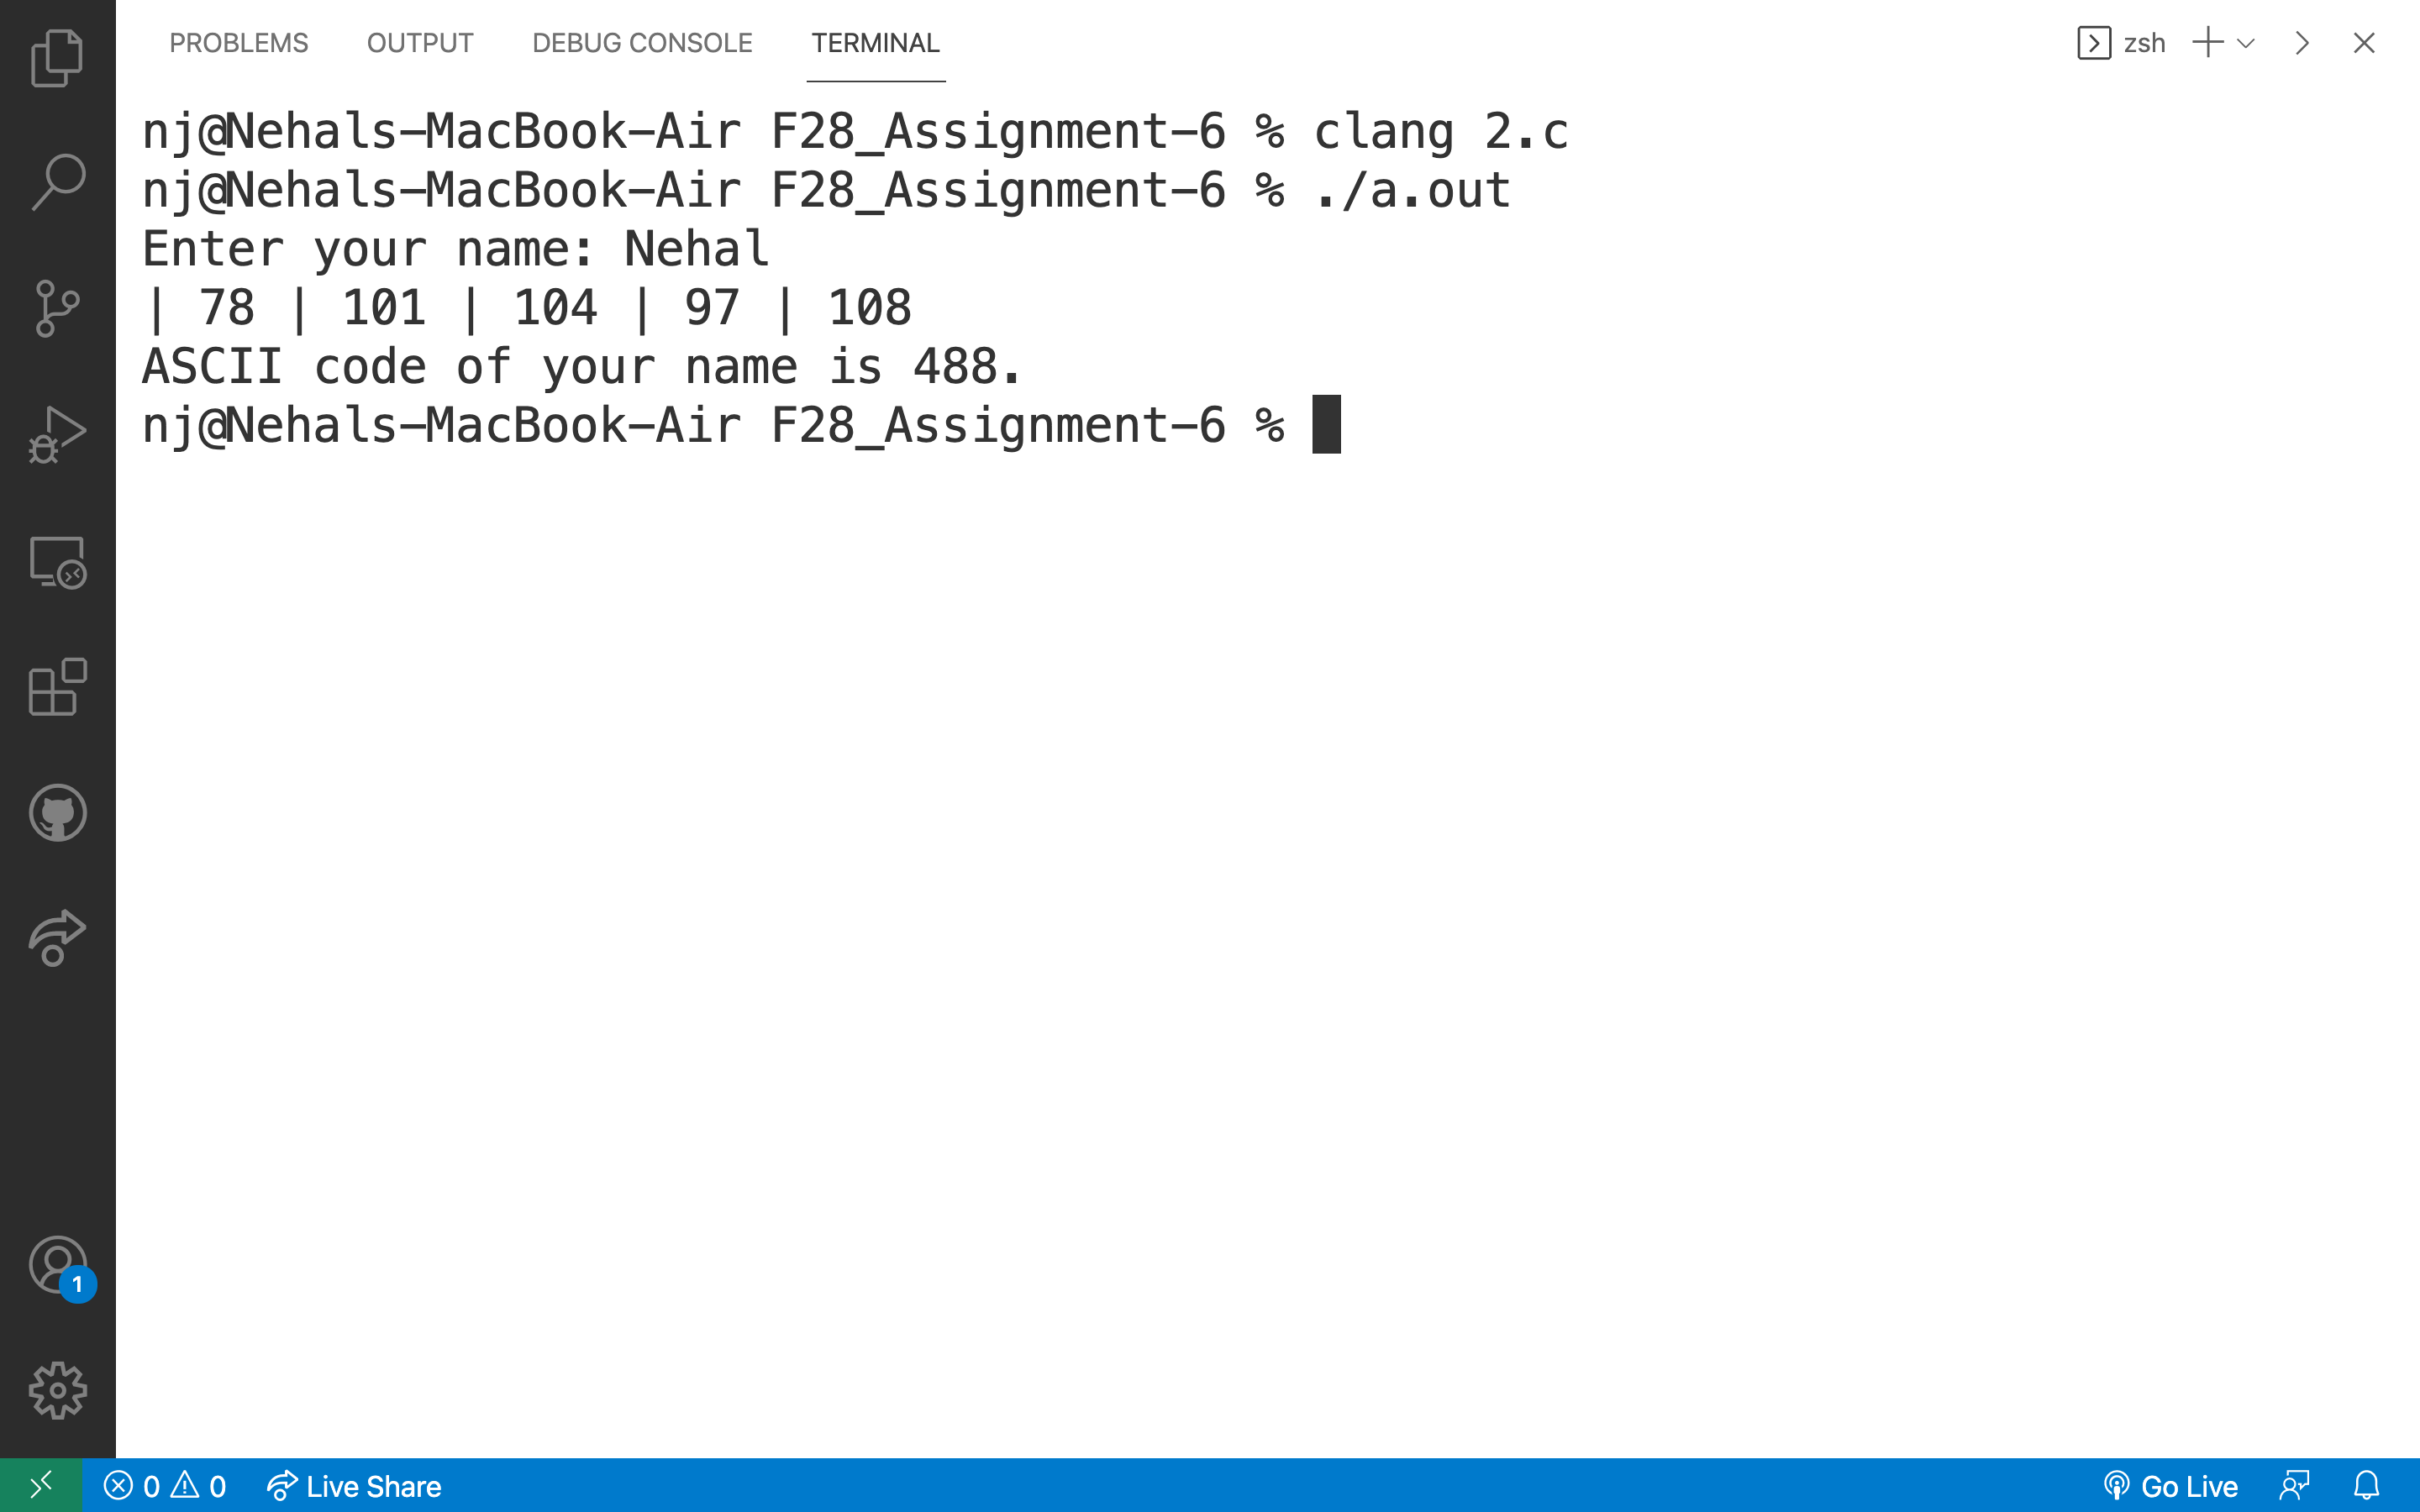 PROBLEMS OUTPUT DEBUG CONSOLE TERMINAL zsh
nj@Nehals-MacBook-Air F28_Assignment-6 % clang 2.c
nj@Nehals-MacBook-Air F28_Assignment-6 % ./a.out
Enter your name: Nehal
| 78 | 101 | 104 | 97 | 108
ASCII code of your name is 488.
nj@Nehals-MacBook-Air F28_Assignment-6 %
1
0 0 Live Share Go Live